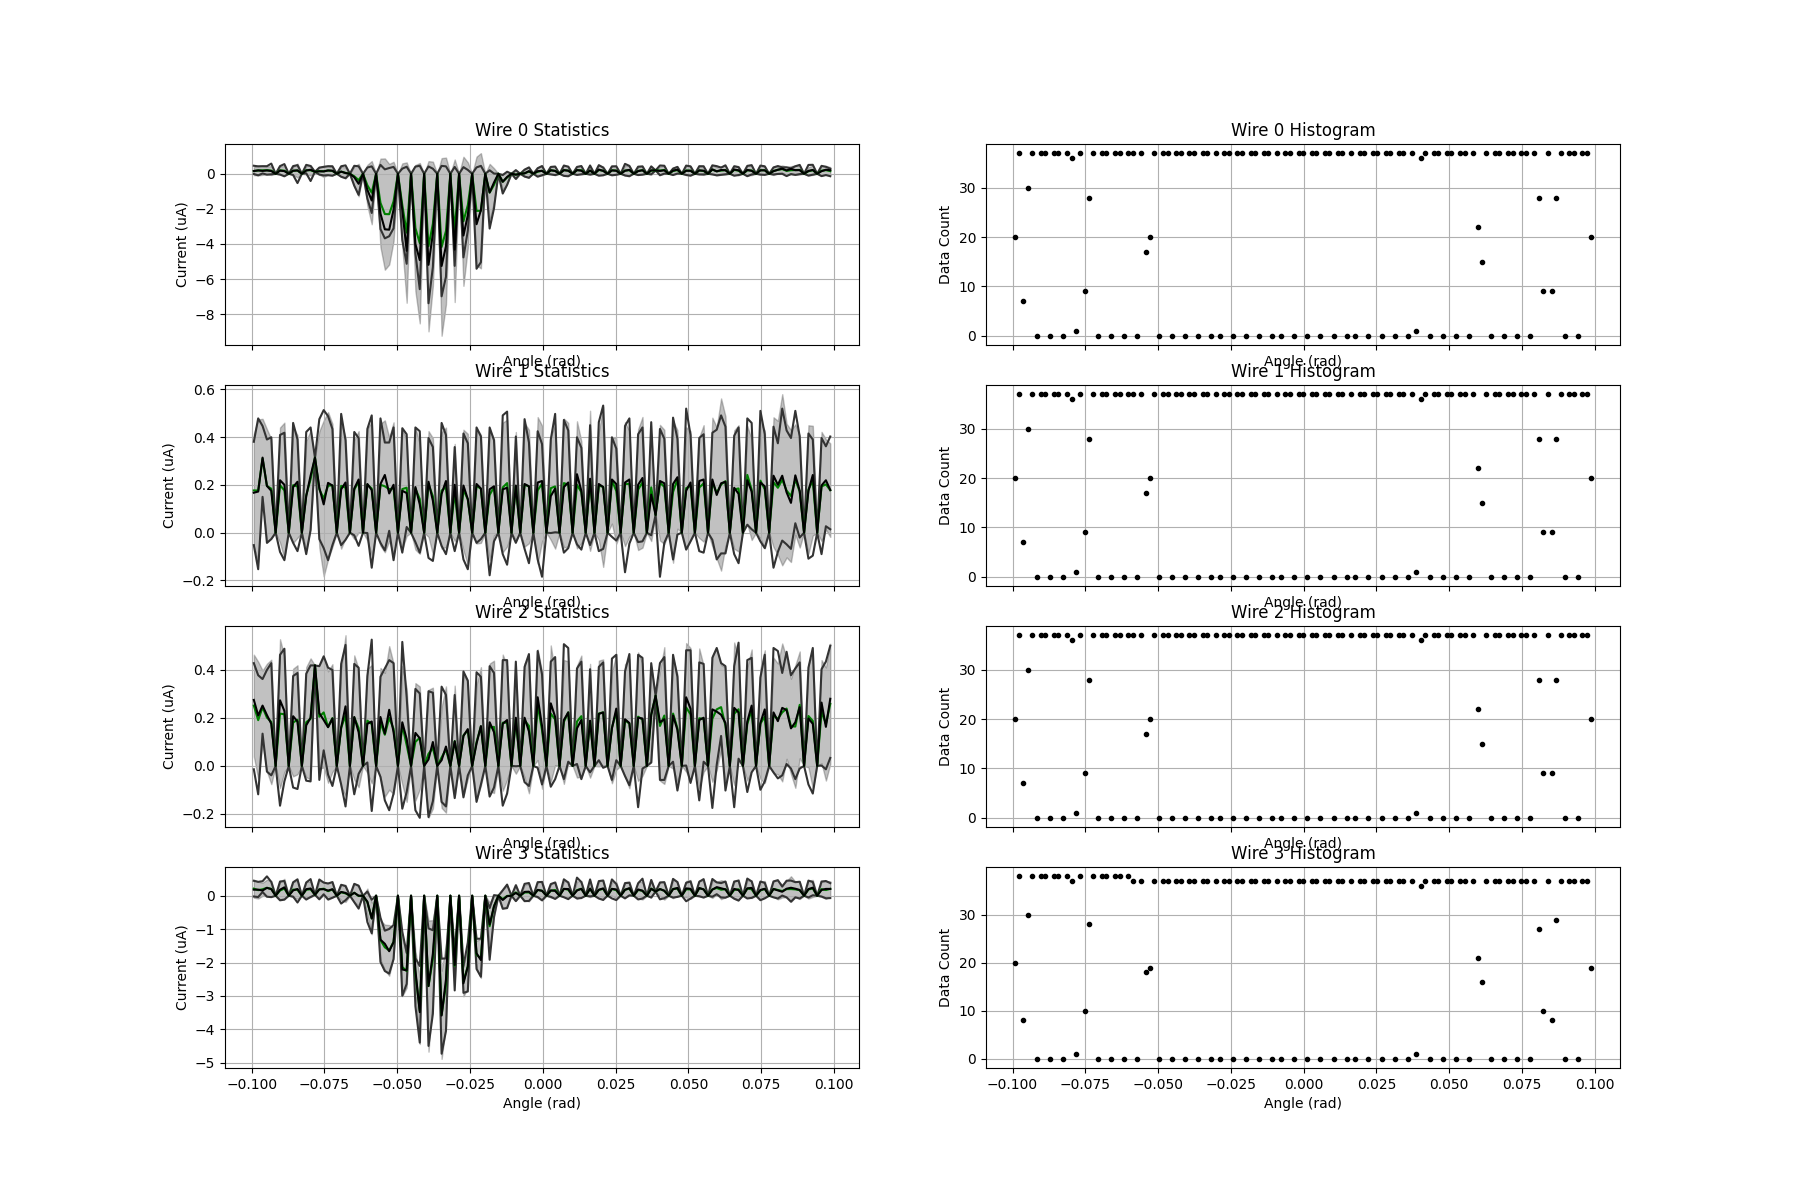 Wire 0 Statistics
Wire 0 Histogram
Current (uA)
0
−2
−4
−6
−8
Data Count
30
20
10
0
Angle (rad)
Angle (rad)
Wire 1 Statistics
Wire 1 Histogram
Current (uA)
0.6
0.4
0.2
0.0
−0.2
Data Count
30
20
10
0
Angle (rad)
Angle (rad)
Wire 2 Statistics
Wire 2 Histogram
Current (uA)
0.4
0.2
0.0
−0.2
Data Count
30
20
10
0
Angle (rad)
Angle (rad)
Wire 3 Statistics
Wire 3 Histogram
Current (uA)
0
−1
−2
−3
−4
−5
Data Count
30
20
10
0
−0.100 −0.075 −0.050 −0.025 0.000 0.025 0.050 0.075 0.100
−0.100 −0.075 −0.050 −0.025 0.000 0.025 0.050 0.075 0.100
Angle (rad)
Angle (rad)